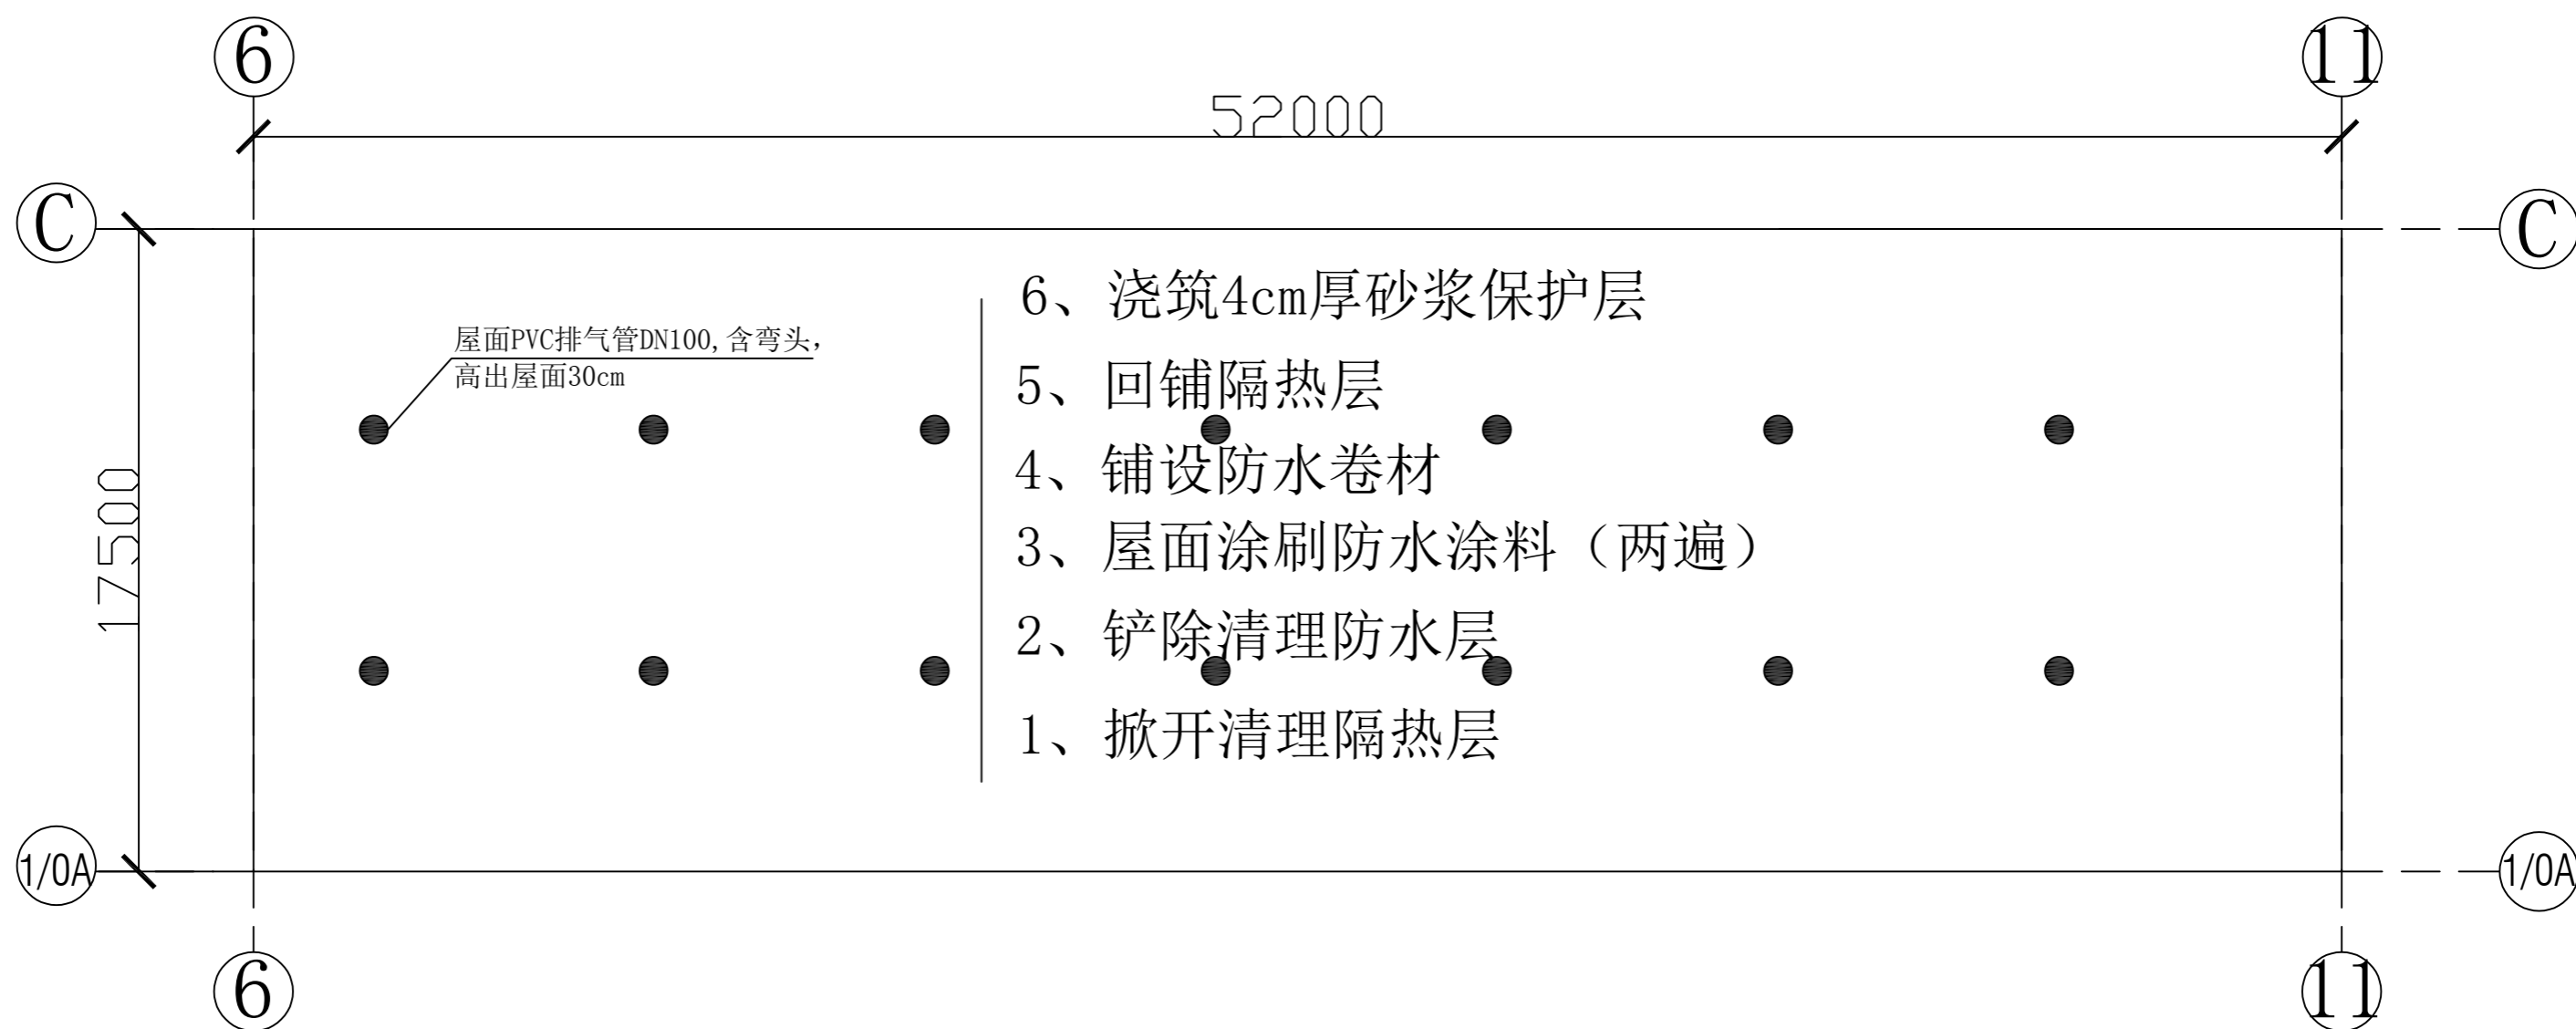 6
11
52000
C
C
6、浇筑4cm厚砂浆保护层
屋面PVC排气管DN100,含弯头,
高出屋面30cm
5、回铺隔热层
4、铺设防水卷材
17500
3、屋面涂刷防水涂料（两遍）
2、铲除清理防水层
1、掀开清理隔热层
1/0A
1/0A
6
11